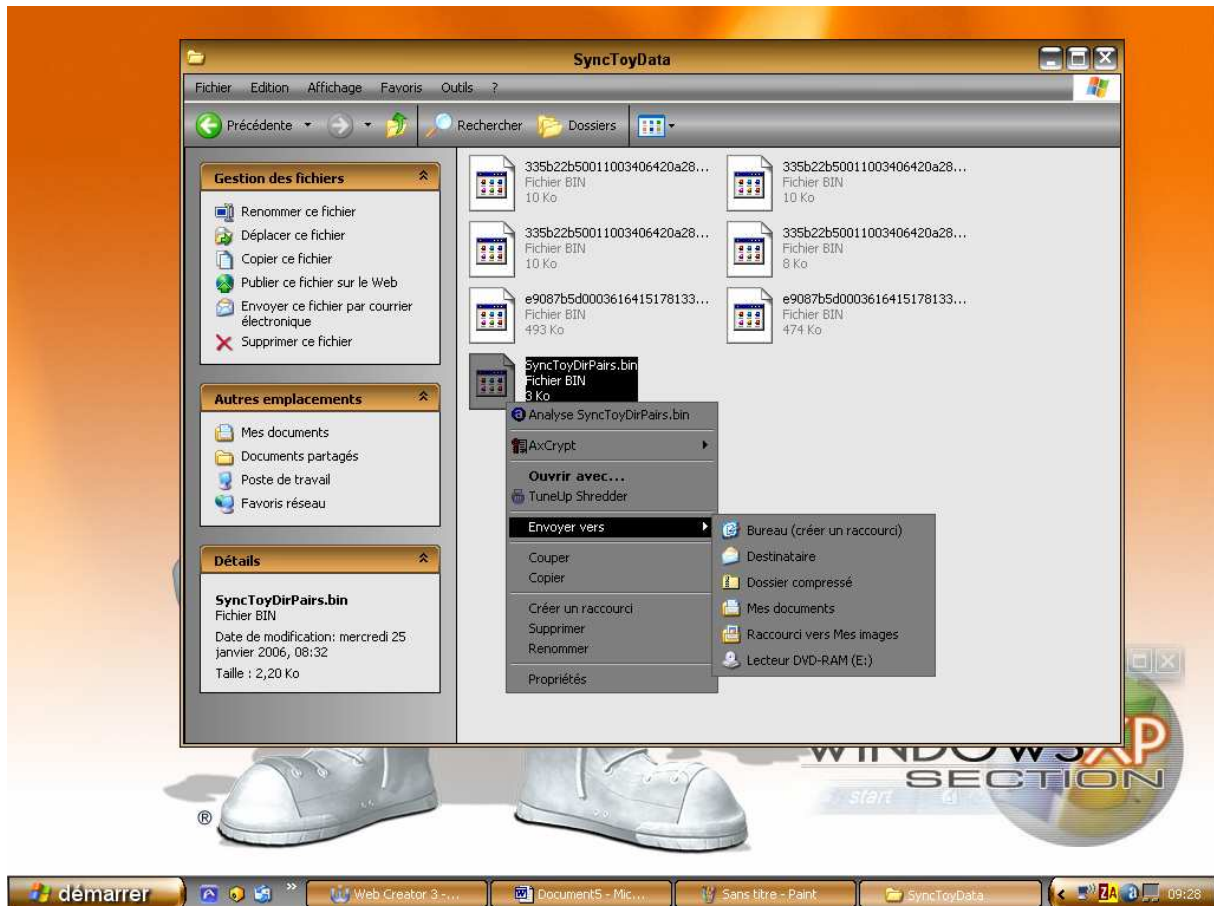 SyncToyData
Fichier Edition Affichage Favoris Outils ?
Précédente Rechercher Dossiers
Gestion des fichiers
Renommer ce fichier
Déplacer ce fichier
Copier ce fichier
Publier ce fichier sur le Web
Envoyer ce fichier par courrier
électronique
Supprimer ce fichier
Autres emplacements
Mes documents
Documents partagés
Poste de travail
Favoris réseau
Détails
SyncToyDirPairs.bin
Fichier BIN
Date de modification: mercredi 25
janvier 2006, 08:32
Taille : 2,20 Ko
335b22b50011003406420a28...
Fichier BIN
10 Ko
335b22b50011003406420a28...
Fichier BIN
10 Ko
335b22b50011003406420a28...
Fichier BIN
10 Ko
335b22b50011003406420a28...
Fichier BIN
8 Ko
e9087b5d0003616415178133...
Fichier BIN
493 Ko
e9087b5d0003616415178133...
Fichier BIN
474 Ko
SyncToyDirPairs.bin
Fichier BIN
3 Ko
Analyse SyncToyDirPairs.bin
AxCrypt
Ouvrir avec...
TuneUp Shredder
Envoyer vers
Couper
Copier
Créer un raccourci
Supprimer
Renommer
Propriétés
Bureau (créer un raccourci)
Destinataire
Dossier compressé
Mes documents
Raccourci vers Mes images
Lecteur DVD-RAM (E:)
WINDOWSXP
SECTION
start
®
démarrer » Web Creator 3 -... Document5 - Mic... Sans titre - Paint SyncToyData ZA 09:28